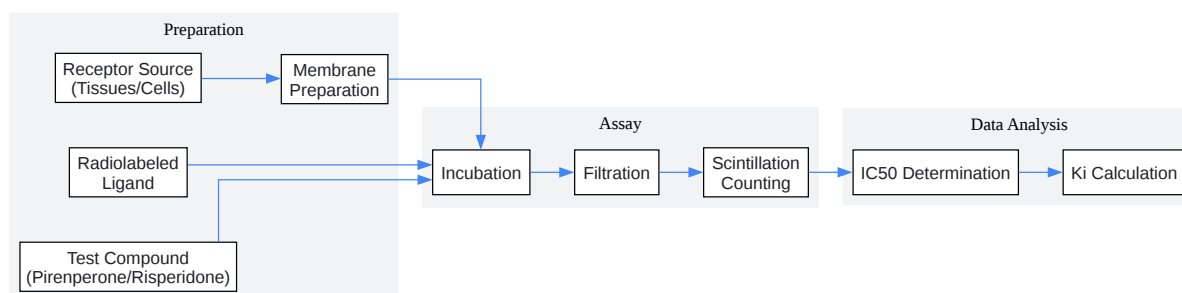 Preparation
Receptor Source
(Tissues/Cells)
Membrane
Preparation
Radiolabeled
Ligand
Test Compound
(Pirenperone/Risperidone)
Assay
Incubation
Filtration
Scintillation
Counting
Data Analysis
IC50 Determination
Ki Calculation